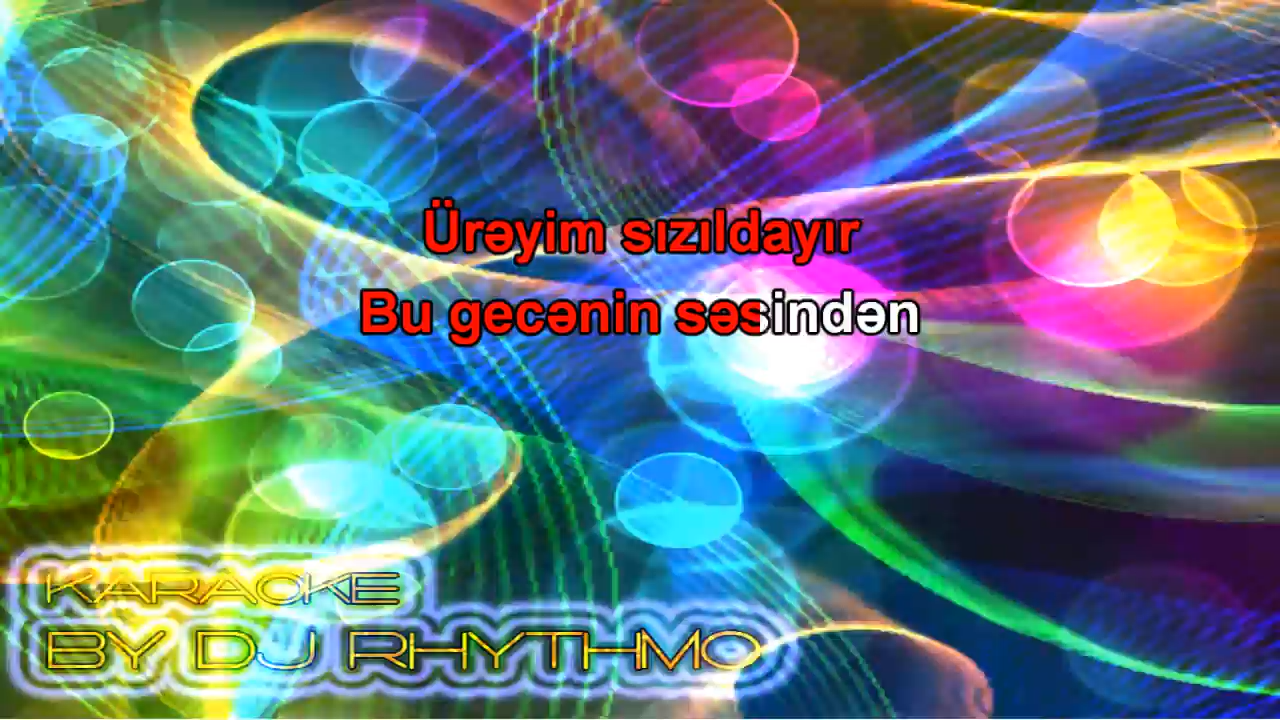 Ürəyim sızıldayır
Bu gecənin səsindən
KARAOKE
BY DJ RHYTHMO